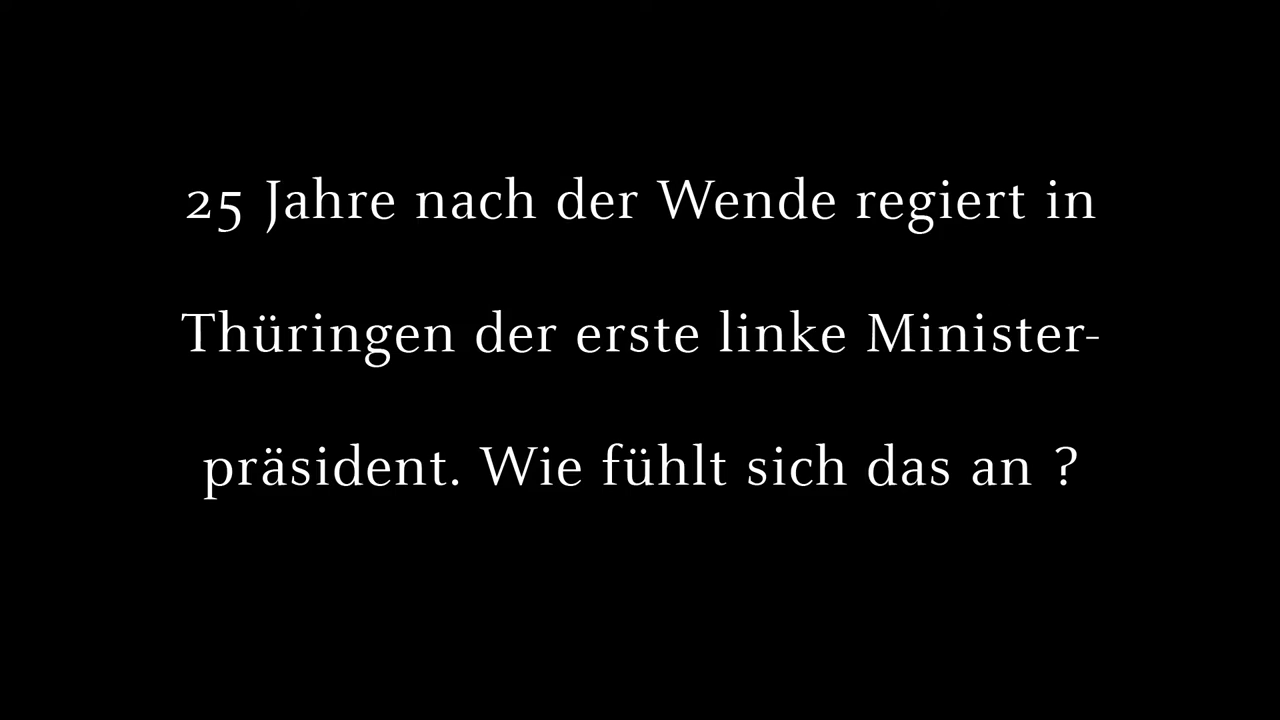 25 Jahre nach der Wende regiert in
Thüringen der erste linke Minister-
präsident. Wie fühlt sich das an ?